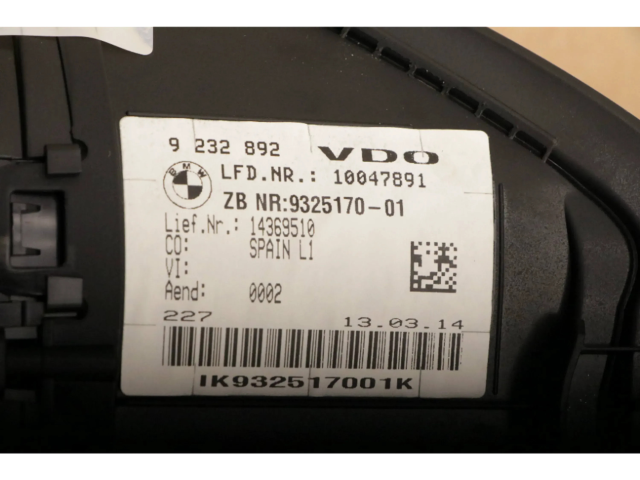 9 232 892 VDO
BMW LFD.NR.: 10047891
ZB NR:9325170-01
Lief.Nr.: 14369510
CO: SPAIN L1
VI:
Aend: 0002
227 13.03.14
IK932517001K